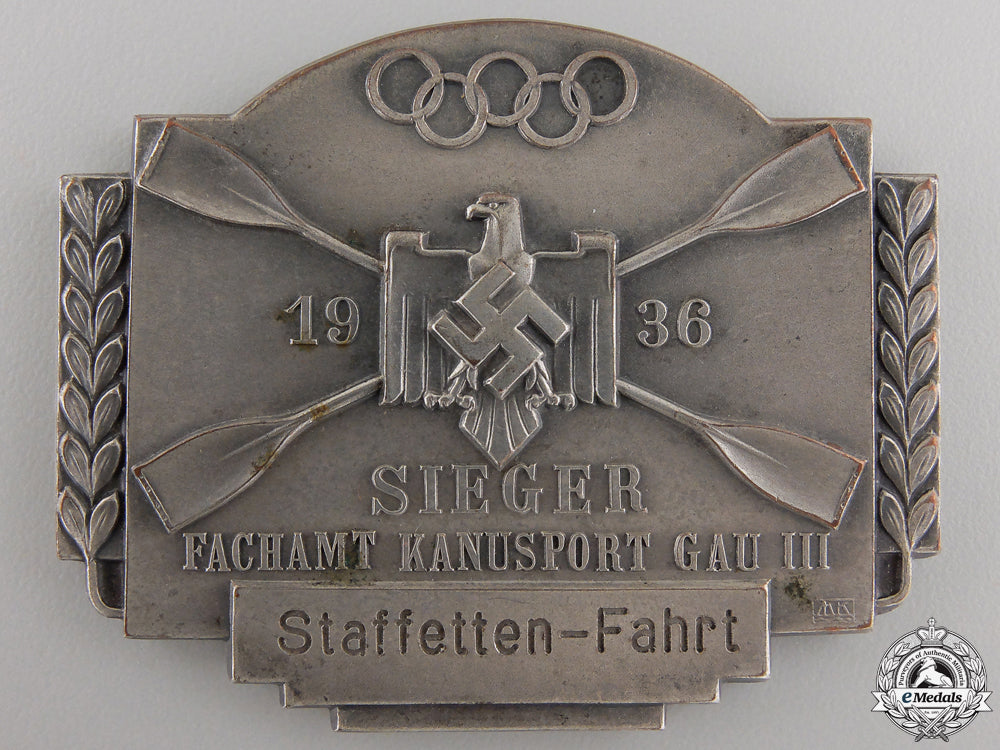 19 36
SIEGER
FACHAMT KANUSPORT GAU III
Staffetten-Fahrt
eMedals